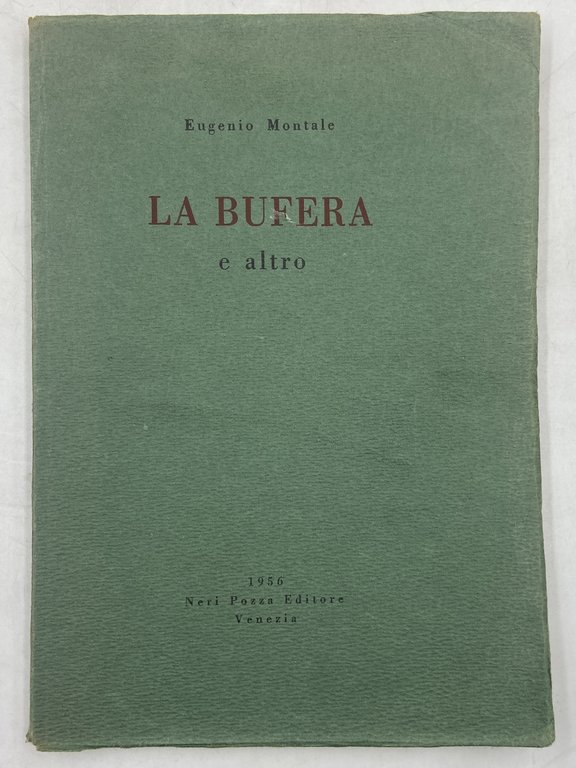 Eugenio Montale
LA BUFERA
e altro
1956
Neri Pozza Editore
Venezia